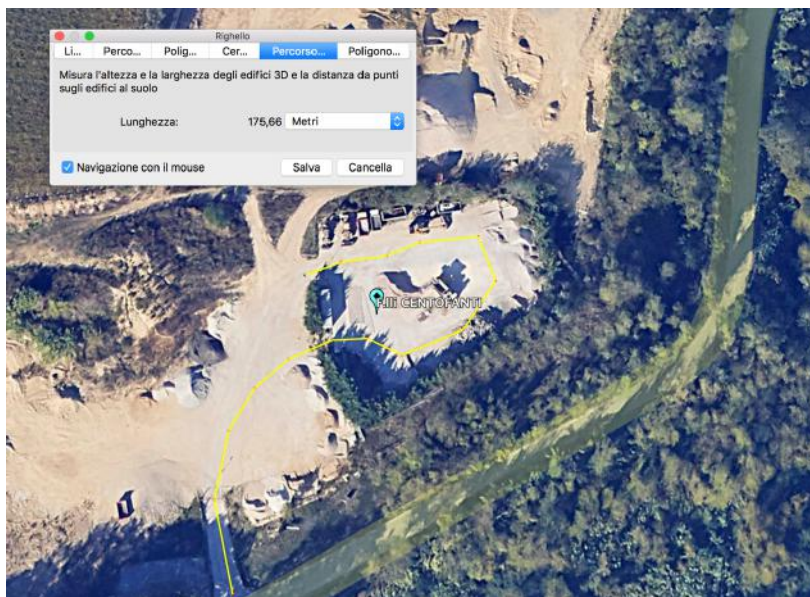 Righello
Li... Perco... Polig... Cer... Percorso... Poligono...
Misura l'altezza e la larghezza degli edifici 3D e la distanza da punti
sugli edifici al suolo
Lunghezza: 175,66 Metri
Navigazione con il mouse Salva Cancella
F.lli CENTOFANTI